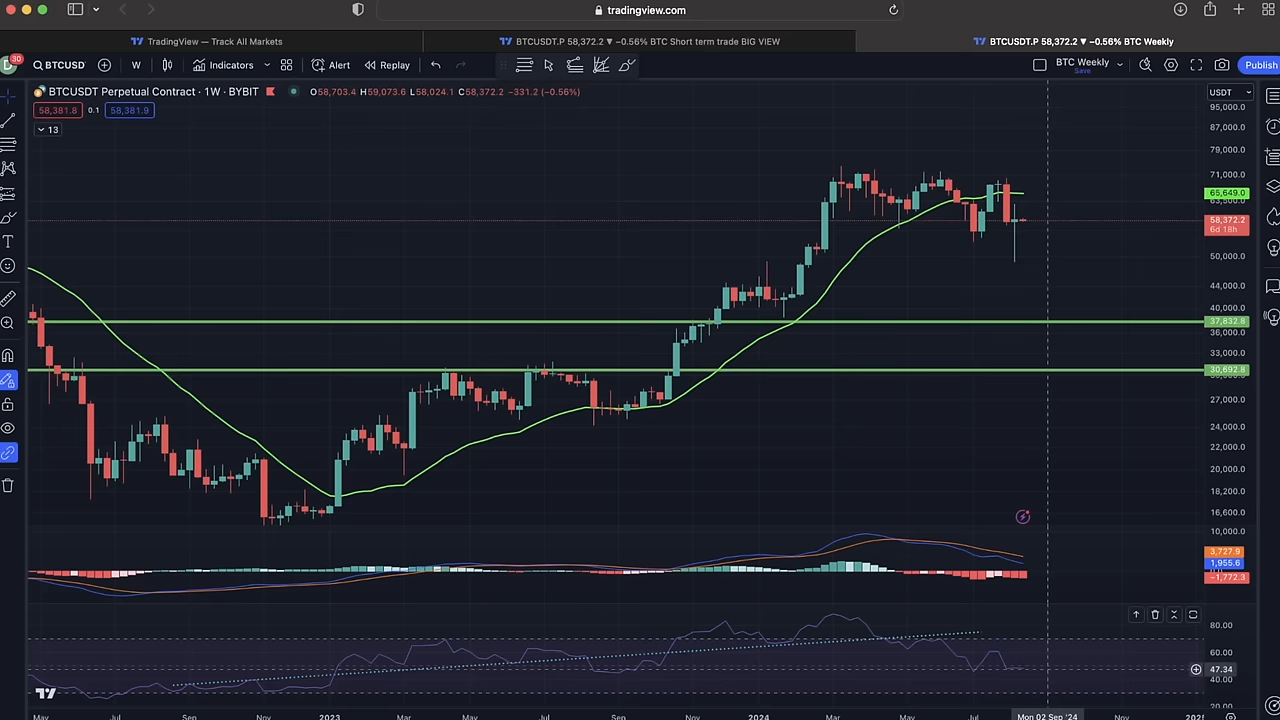 tradingview.com
TradingView — Track All Markets
BTCUSDT.P 58,372.2 ▼ −0.56% BTC Short term trade BIG VIEW
BTCUSDT.P 58,372.2 ▼ −0.56% BTC Weekly
D 30
BTCUSD
W
Indicators
Alert
Replay
BTC Weekly
Save
Publish
BTCUSDT Perpetual Contract · 1W · BYBIT
O58,703.4 H59,073.6 L58,024.1 C58,372.2 −331.2 (−0.56%)
USDT
58,381.8 0.1 58,381.9
13
95,000.0
87,000.0
79,000.0
71,000.0
65,649.0
63,500.0
58,372.2
6d 18h
50,000.0
44,000.0
40,000.0
37,832.8
36,000.0
33,000.0
30,692.8
27,000.0
24,000.0
22,000.0
20,000.0
18,200.0
16,600.0
10,000.0
3,727.9
1,955.6
−1,772.3
80.00
60.00
47.34
40.00
20.00
May Jul Sep Nov 2023 Mar May Jul Sep Nov 2024 Mar May Jul Mon 02 Sep '24 Nov